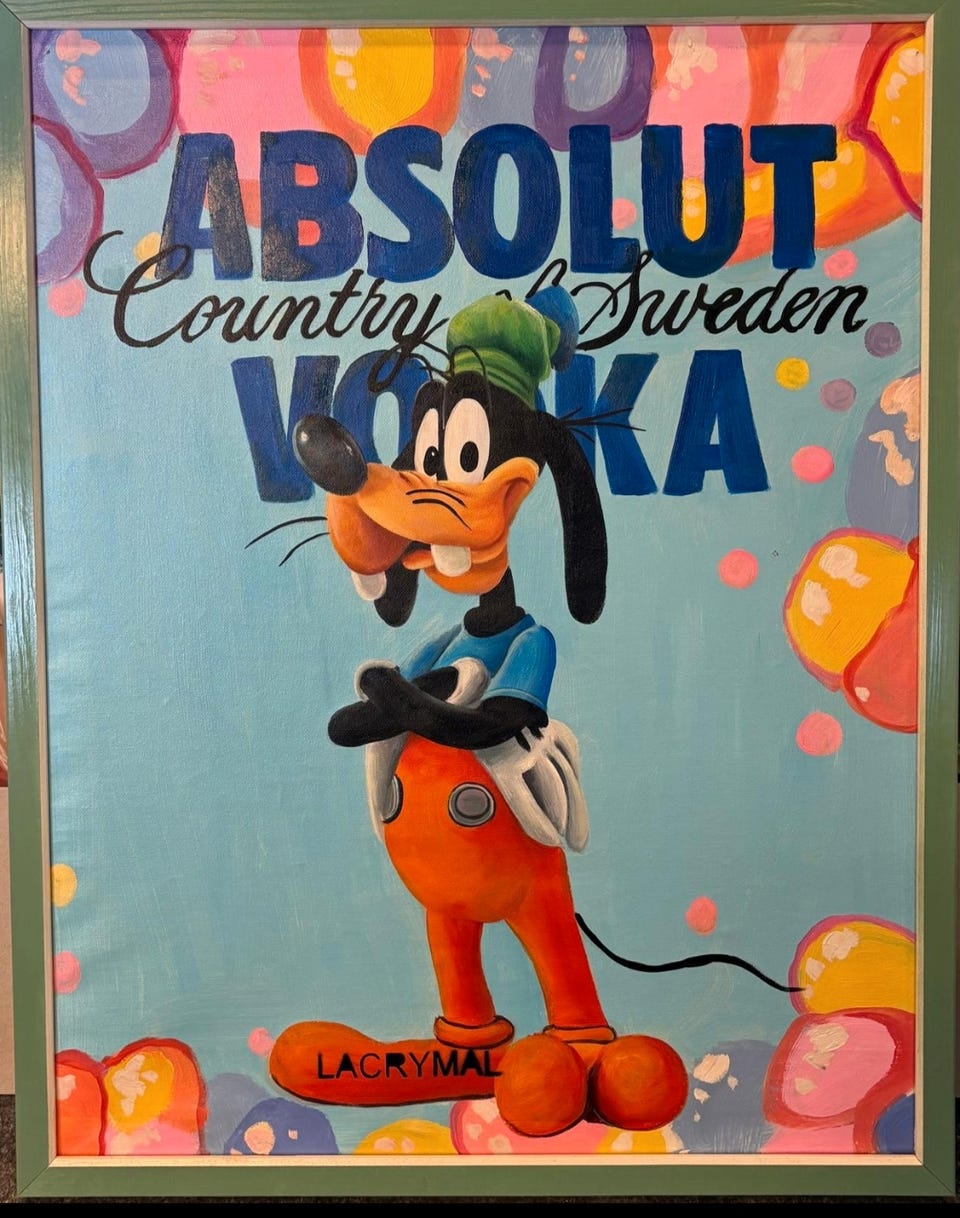 ABSOLUT
Country of Sweden
VODKA
LACRYMAL